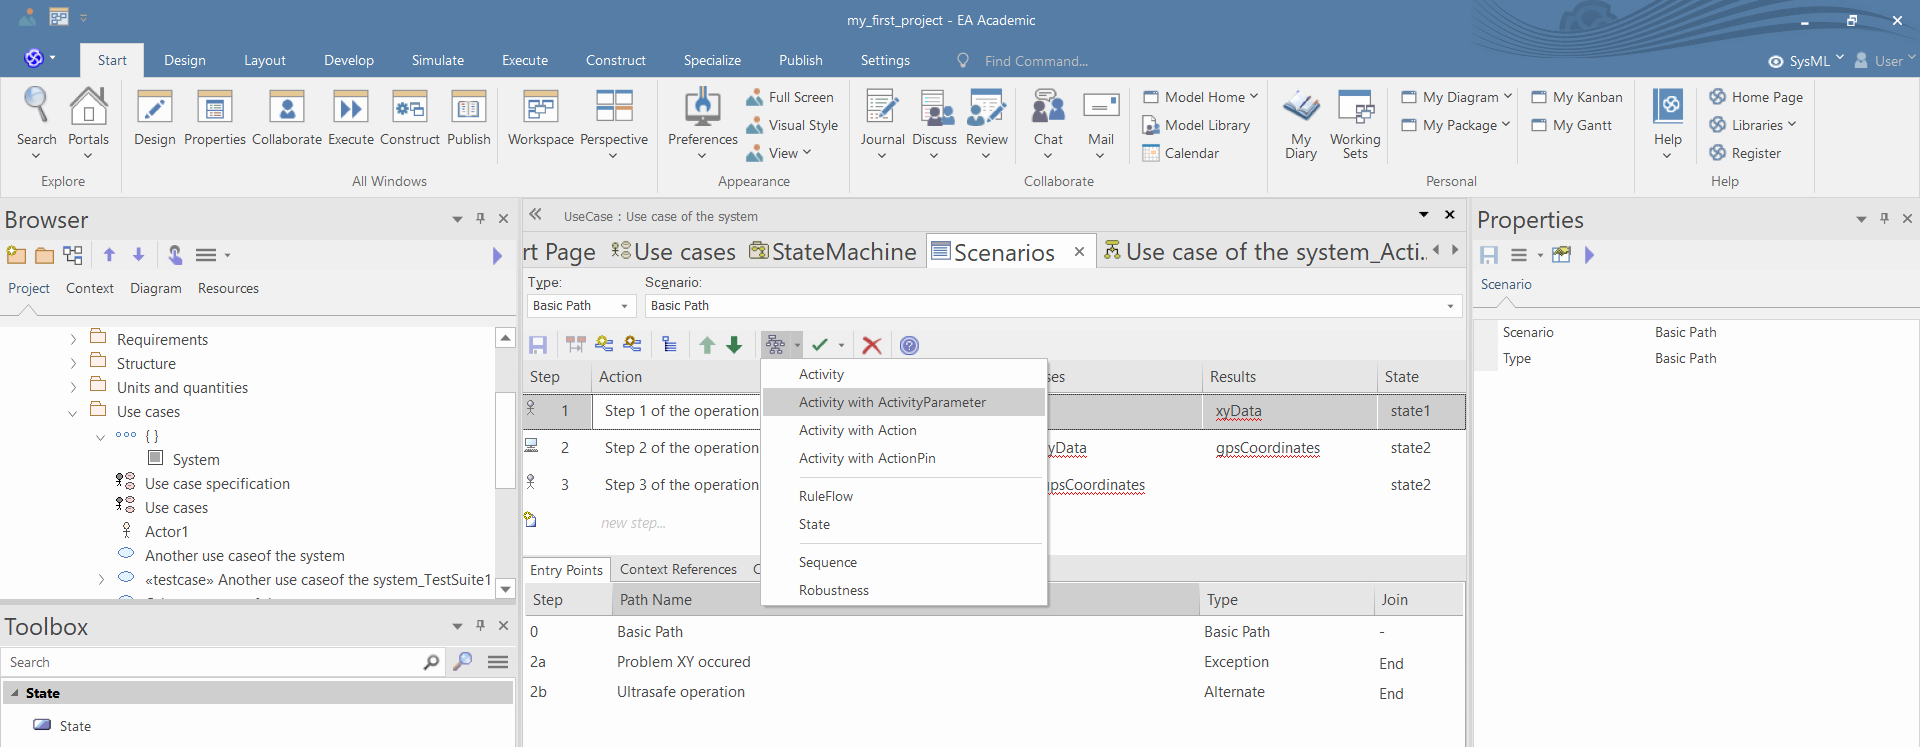 my_first_project - EA Academic
Start Design Layout Develop Simulate Execute Construct Specialize Publish Settings Find Command... SysML User
Search Portals Design Properties Collaborate Execute Construct Publish Workspace Perspective Preferences Full Screen Visual Style View Journal Discuss Review Chat Mail Model Home Model Library Calendar My Diary Working Sets My Diagram My Package My Kanban My Gantt Help Home Page Libraries Register
Explore All Windows Appearance Collaborate Personal Help
Browser
Project Context Diagram Resources
Requirements
Structure
Units and quantities
Use cases
{ }
System
Use case specification
Use cases
Actor1
Another use caseof the system
«testcase» Another use caseof the system_TestSuite1
Toolbox
Search
State
State
UseCase : Use case of the system
rt Page Use cases StateMachine Scenarios Use case of the system_Acti..
Type: Scenario:
Basic Path Basic Path
Step Action es Results State
1 Step 1 of the operation xyData state1
2 Step 2 of the operation yData gpsCoordinates state2
3 Step 3 of the operation gpsCoordinates state2
new step...
Activity
Activity with ActivityParameter
Activity with Action
Activity with ActionPin
RuleFlow
State
Sequence
Robustness
Entry Points Context References C
Step Path Name Type Join
0 Basic Path Basic Path -
2a Problem XY occured Exception End
2b Ultrasafe operation Alternate End
Properties
Scenario
Scenario Basic Path
Type Basic Path